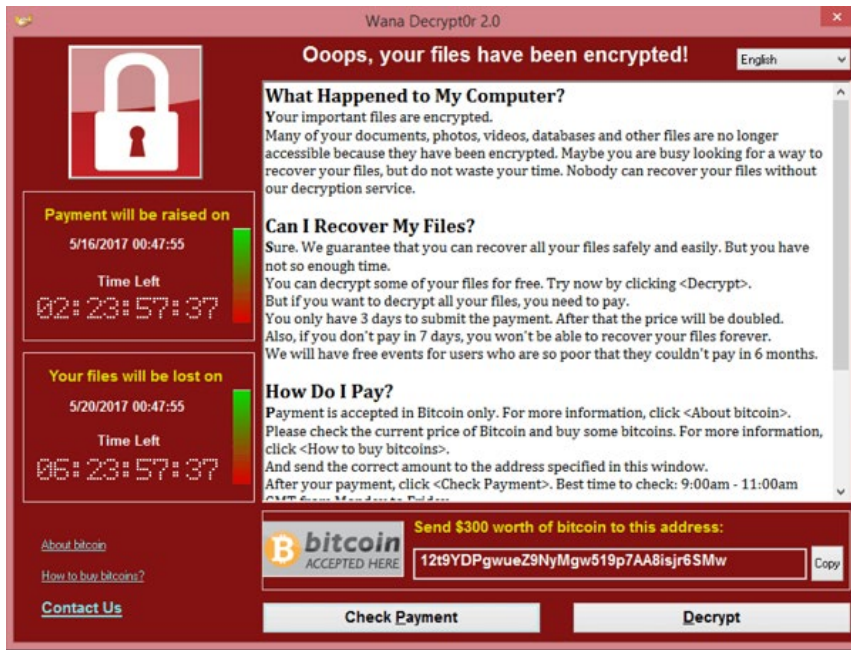 Wana Decrypt0r 2.0
Ooops, your files have been encrypted!
English
What Happened to My Computer?
Your important files are encrypted.
Many of your documents, photos, videos, databases and other files are no longer
accessible because they have been encrypted. Maybe you are busy looking for a way to
recover your files, but do not waste your time. Nobody can recover your files without
our decryption service.
Can I Recover My Files?
Sure. We guarantee that you can recover all your files safely and easily. But you have
not so enough time.
You can decrypt some of your files for free. Try now by clicking <Decrypt>.
But if you want to decrypt all your files, you need to pay.
You only have 3 days to submit the payment. After that the price will be doubled.
Also, if you don't pay in 7 days, you won't be able to recover your files forever.
We will have free events for users who are so poor that they couldn't pay in 6 months.
How Do I Pay?
Payment is accepted in Bitcoin only. For more information, click <About bitcoin>.
Please check the current price of Bitcoin and buy some bitcoins. For more information,
click <How to buy bitcoins>.
And send the correct amount to the address specified in this window.
After your payment, click <Check Payment>. Best time to check: 9:00am - 11:00am
GMT from Monday to Friday
Payment will be raised on
5/16/2017 00:47:55
Time Left
02:23:57:37
Your files will be lost on
5/20/2017 00:47:55
Time Left
06:23:57:37
About bitcoin
How to buy bitcoins?
Contact Us
bitcoin
ACCEPTED HERE
Send $300 worth of bitcoin to this address:
12t9YDPgwueZ9NyMgw519p7AA8isjr6SMw
Copy
Check Payment
Decrypt